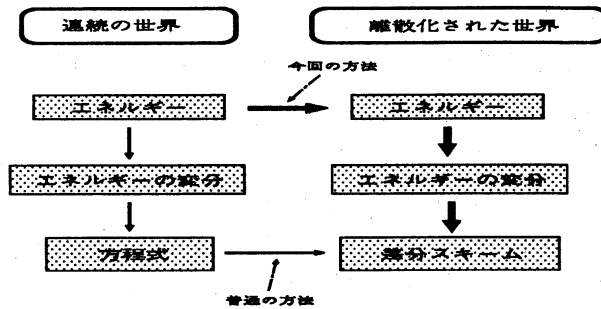 連続の世界
離散化された世界
今回の方法
エネルギー
エネルギー
エネルギーの変分
エネルギーの変分
方程式
差分スキーム
普通の方法